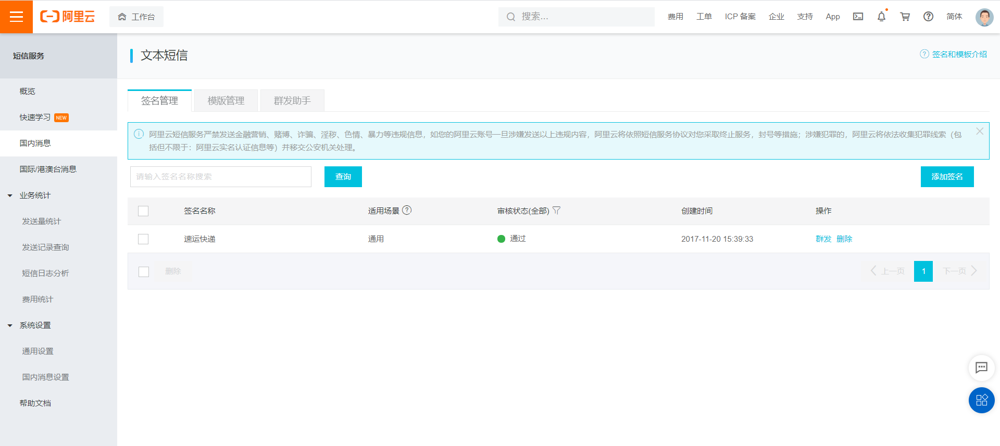 阿里云
工作台
搜索...
费用
工单
ICP 备案
企业
支持
App
简体
短信服务
概览
快速学习 NEW
国内消息
国际/港澳台消息
业务统计
发送量统计
发送记录查询
短信日志分析
费用统计
系统设置
通用设置
国内消息设置
帮助文档
文本短信
签名和模板介绍
签名管理
模版管理
群发助手
阿里云短信服务严禁发送金融营销、赌博、诈骗、淫秽、色情、暴力等违规信息，如您的阿里云账号一旦涉嫌发送以上违规内容，阿里云将依照短信服务协议对您采取终止服务，封号等措施；涉嫌犯罪的，阿里云将依法收集犯罪线索（包
括但不限于：阿里云实名认证信息等）并移交公安机关处理。
请输入签名名称搜索
查询
添加签名
签名名称 适用场景 审核状态(全部) 创建时间 操作
速运快递 通用 通过 2017-11-20 15:39:33 群发 删除
删除
上一页 1 下一页